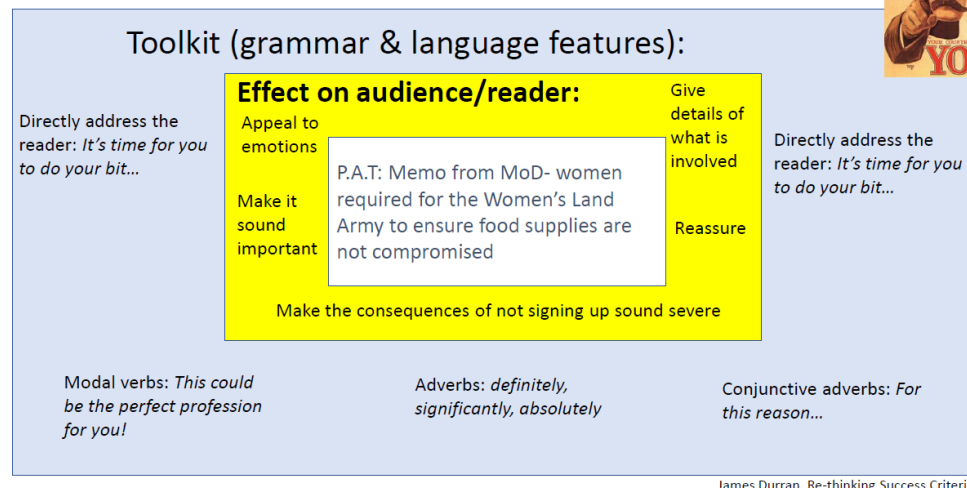 Toolkit (grammar & language features):
YOUR COUNTRY
YO
Effect on audience/reader:
Appeal to
emotions
Give
details of
what is
involved
Directly address the
reader: It's time for you
to do your bit...
P.A.T: Memo from MoD- women
required for the Women's Land
Army to ensure food supplies are
not compromised
Make it
sound
important
Reassure
Directly address the
reader: It's time for you
to do your bit...
Make the consequences of not signing up sound severe
Modal verbs: This could
be the perfect profession
for you!
Adverbs: definitely,
significantly, absolutely
Conjunctive adverbs: For
this reason...
James Durran, Re-thinking Success Criteri